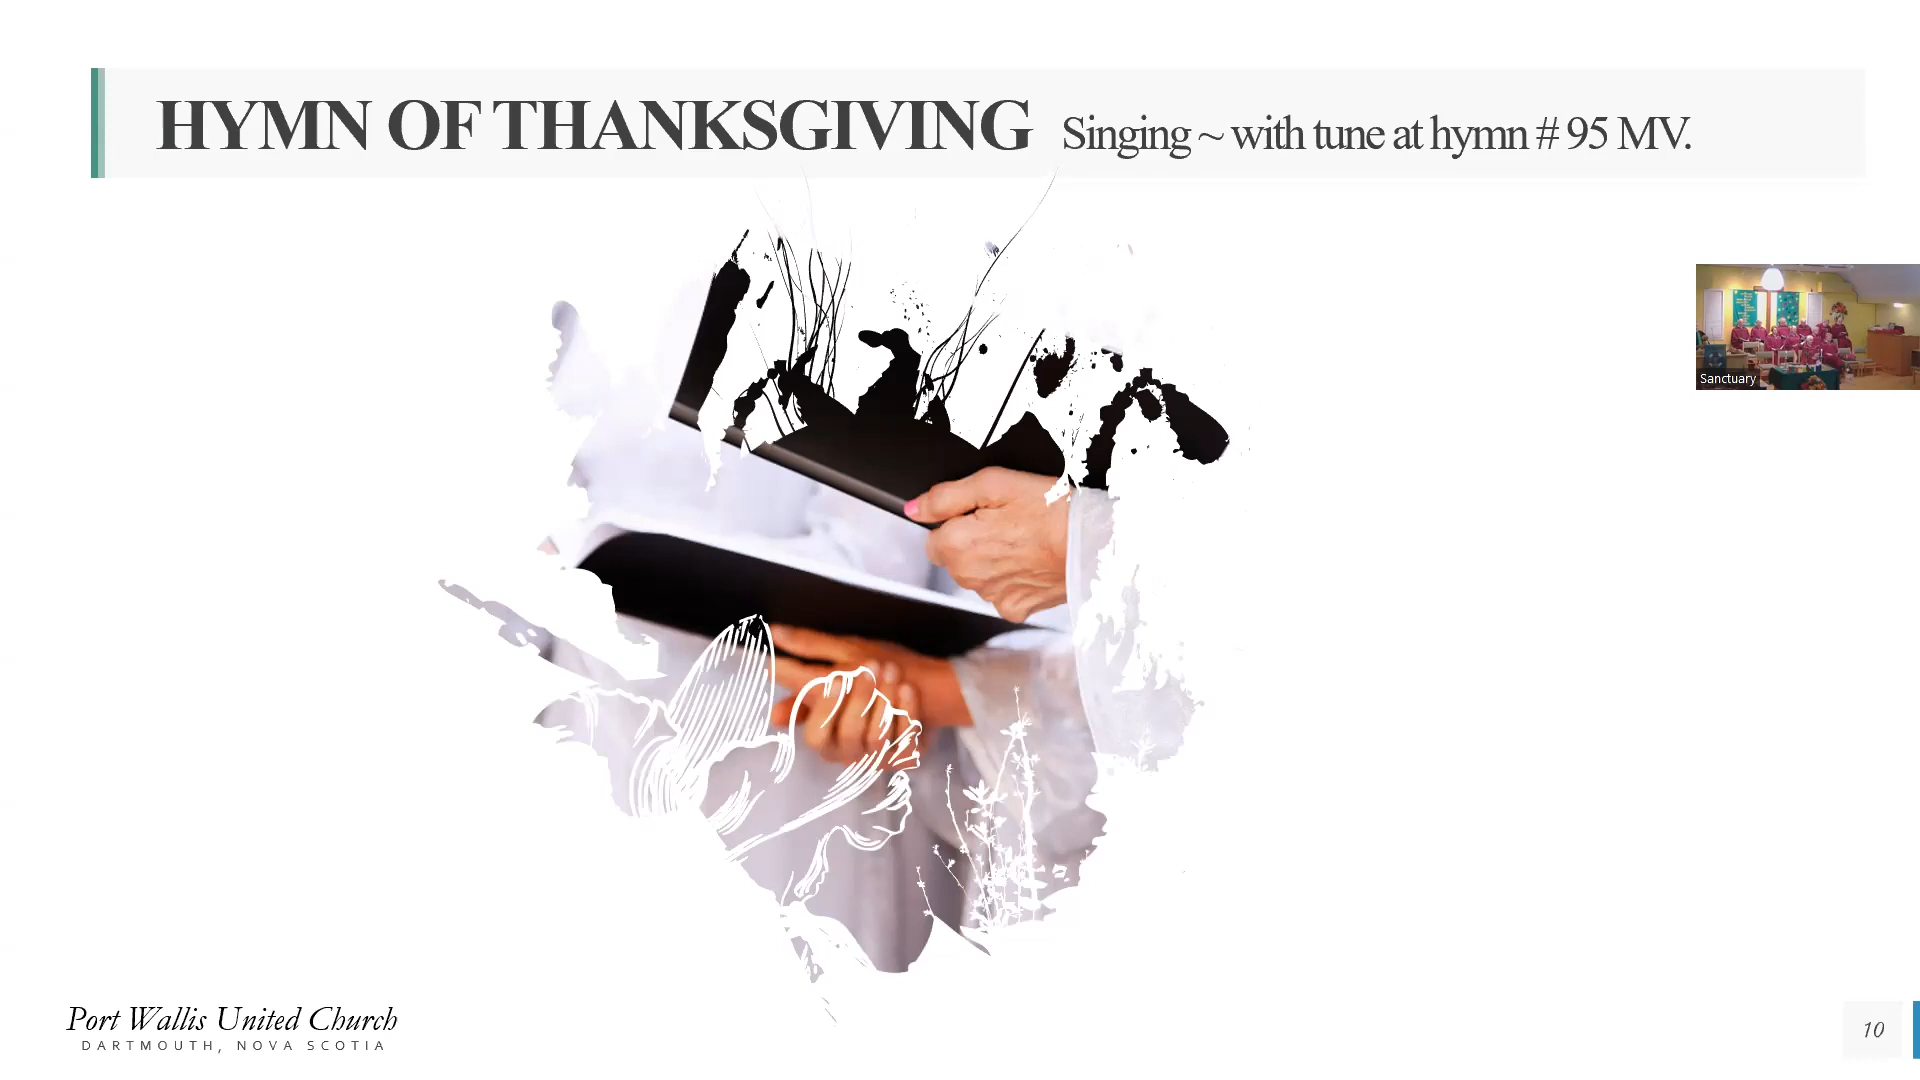 HYMN OF THANKSGIVING Singing ~ with tune at hymn # 95 MV.
Sanctuary
Port Wallis United Church
DARTMOUTH, NOVA SCOTIA
10